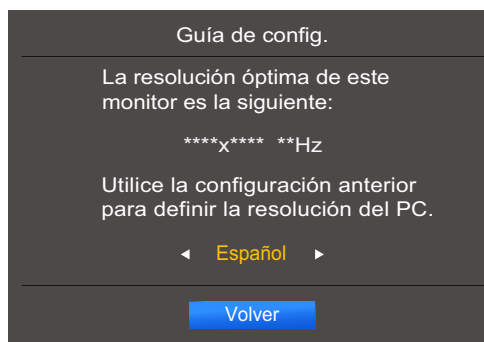 Guía de config.
La resolución óptima de este
monitor es la siguiente:
****x**** **Hz
Utilice la configuración anterior
para definir la resolución del PC.
Español
Volver